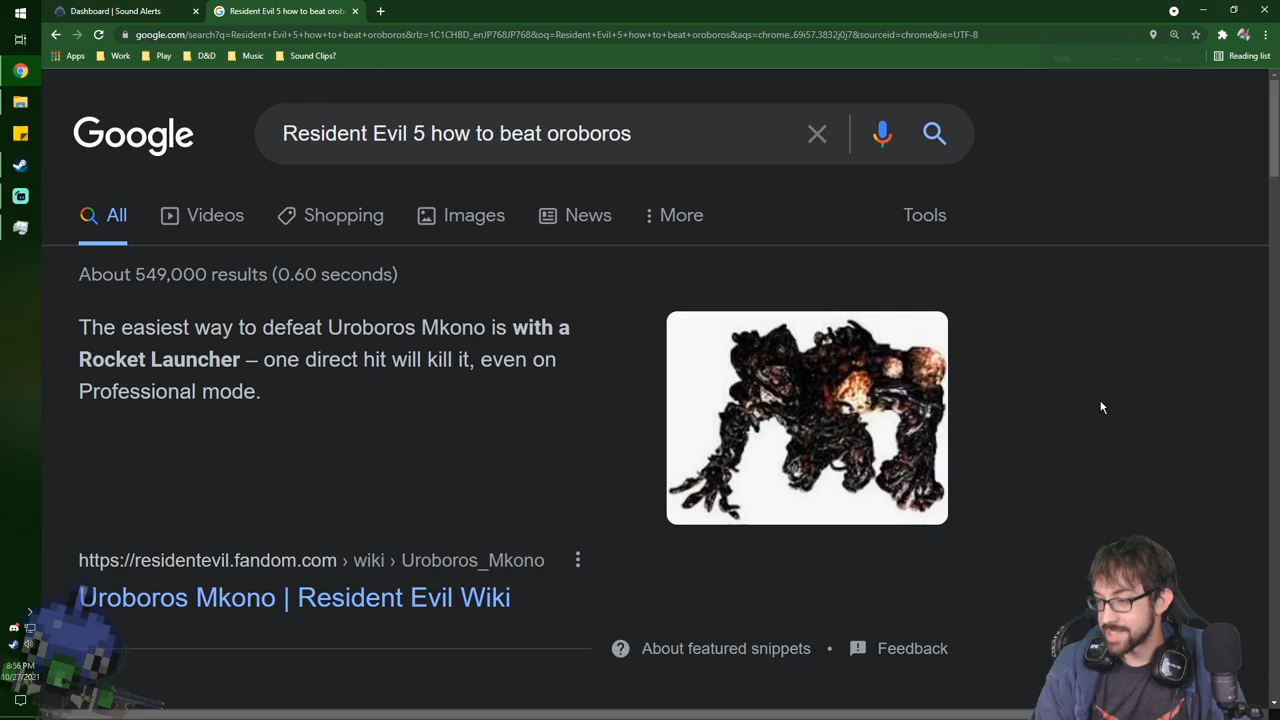 Dashboard | Sound Alerts
Resident Evil 5 how to beat orob
google.com/search?q=Resident+Evil+5+how+to+beat+oroboros&rlz=1C1CHBD_enJP768JP768&oq=Resident+Evil+5+how+to+beat+oroboros&aqs=chrome..69i57.3832j0j7&sourceid=chrome&ie=UTF-8
Apps Work Play D&D Music Sound Clips? Reading list
Google
Resident Evil 5 how to beat oroboros
All Videos Shopping Images News More Tools
About 549,000 results (0.60 seconds)
The easiest way to defeat Uroboros Mkono is with a
Rocket Launcher – one direct hit will kill it, even on
Professional mode.
https://residentevil.fandom.com › wiki › Uroboros_Mkono
Uroboros Mkono | Resident Evil Wiki
About featured snippets • Feedback
8:56 PM
10/27/2021